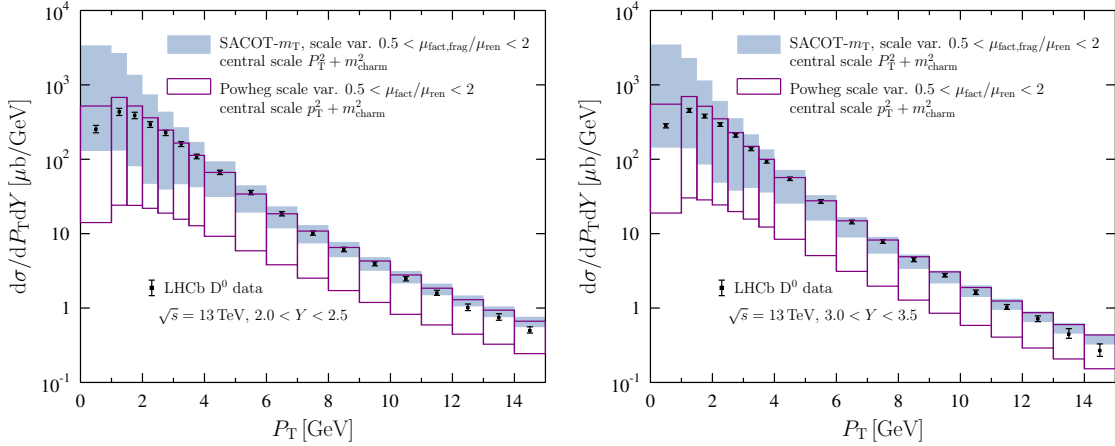 10^4
10^3
10^2
10
1
10^-1
dσ/dP_TdY [μb/GeV]
SACOT-m_T, scale var. 0.5 < μ_fact,frag/μ_ren < 2
central scale P_T^2 + m_charm^2
Powheg scale var. 0.5 < μ_fact/μ_ren < 2
central scale p_T^2 + m_charm^2
LHCb D^0 data
√s = 13 TeV, 2.0 < Y < 2.5
0 2 4 6 8 10 12 14
P_T [GeV]
10^4
10^3
10^2
10
1
10^-1
dσ/dP_TdY [μb/GeV]
SACOT-m_T, scale var. 0.5 < μ_fact,frag/μ_ren < 2
central scale P_T^2 + m_charm^2
Powheg scale var. 0.5 < μ_fact/μ_ren < 2
central scale p_T^2 + m_charm^2
LHCb D^0 data
√s = 13 TeV, 3.0 < Y < 3.5
0 2 4 6 8 10 12 14
P_T [GeV]